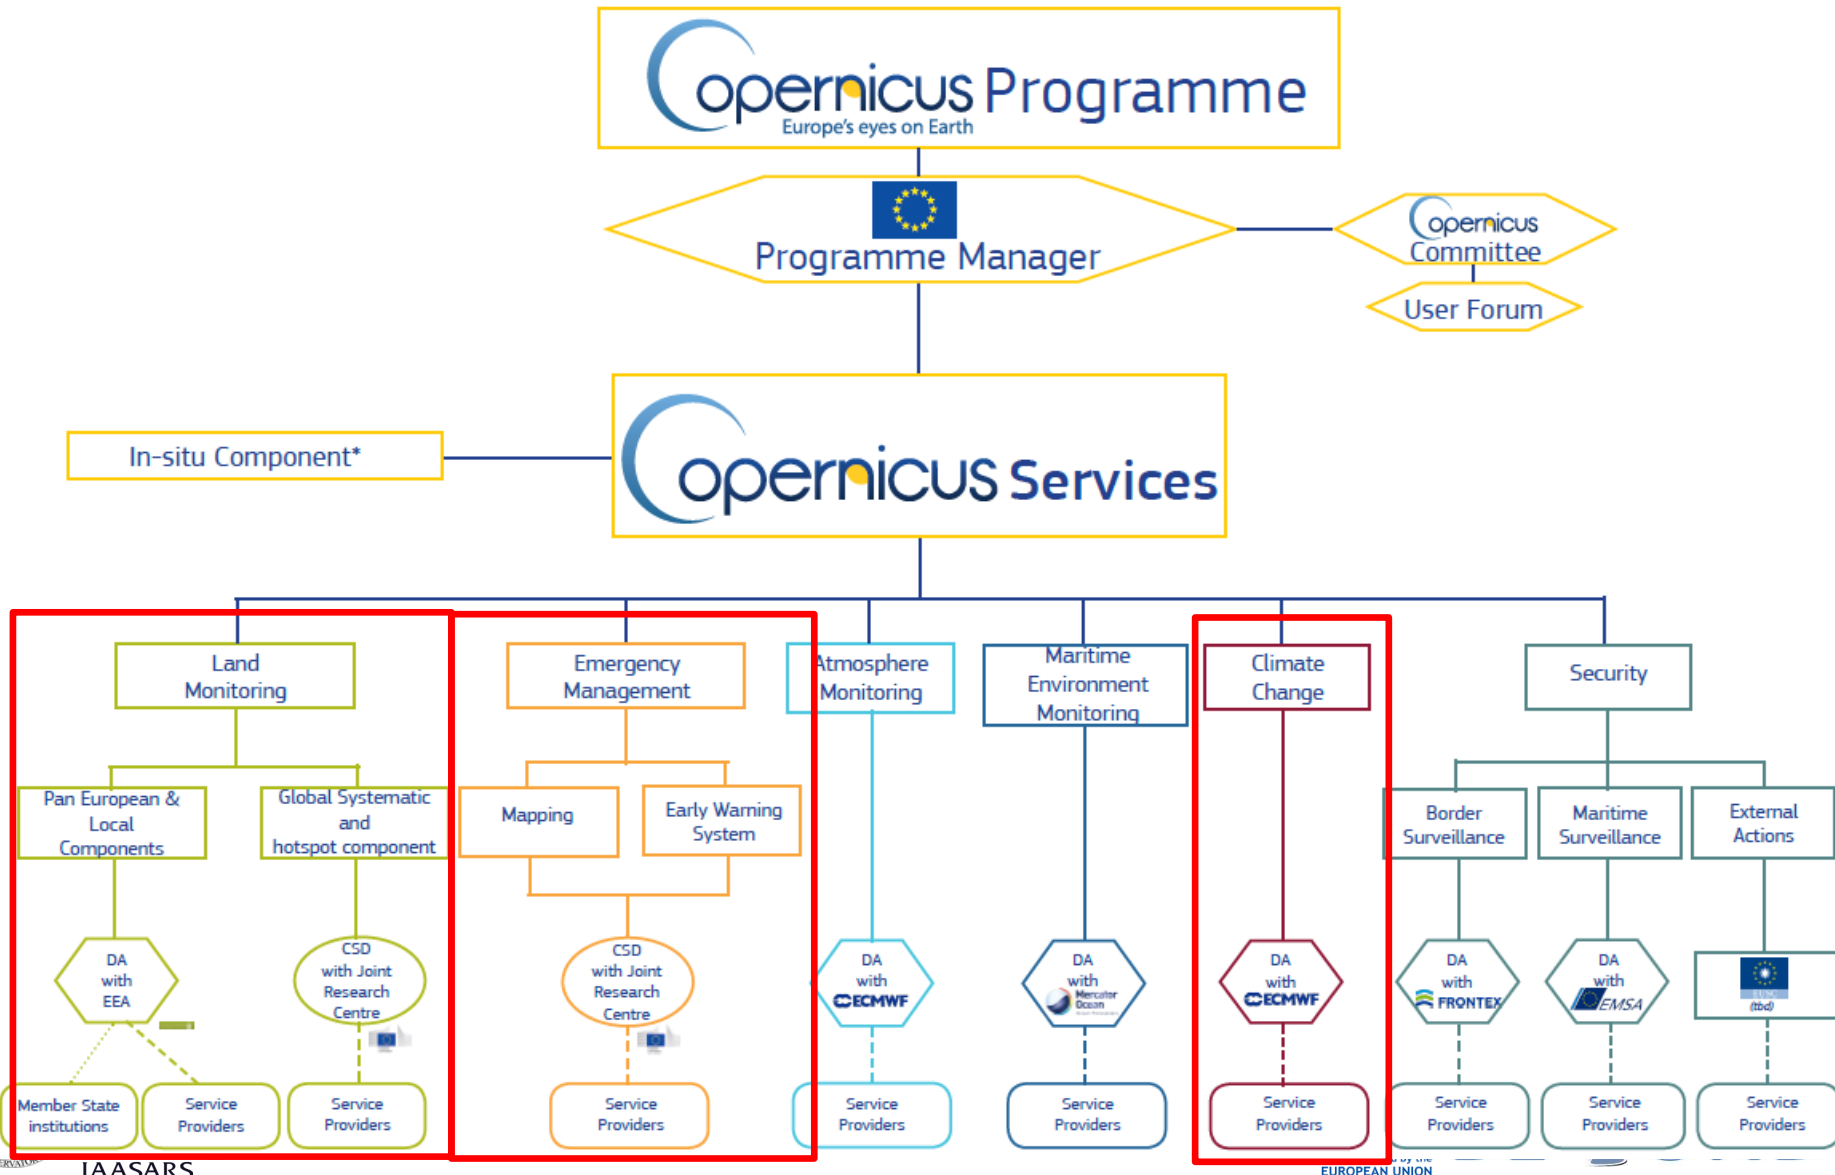 Copernicus Programme
Europe's eyes on Earth
Programme Manager
Copernicus
Committee
User Forum
In-situ Component*
Copernicus Services
Land
Monitoring
Emergency
Management
Atmosphere
Monitoring
Maritime
Environment
Monitoring
Climate
Change
Security
Pan European &
Local
Components
Global Systematic
and
hotspot component
Mapping
Early Warning
System
Border
Surveillance
Maritime
Surveillance
External
Actions
DA
with
EEA
CSD
with Joint
Research
Centre
CSD
with Joint
Research
Centre
DA
with
ECMWF
DA
with
Mercator
Ocean
DA
with
ECMWF
DA
with
FRONTEX
DA
with
EMSA
(tbd)
Member State
institutions
Service
Providers
Service
Providers
Service
Providers
Service
Providers
Service
Providers
Service
Providers
Service
Providers
Service
Providers
Service
Providers
IAASARS
by the
EUROPEAN UNION